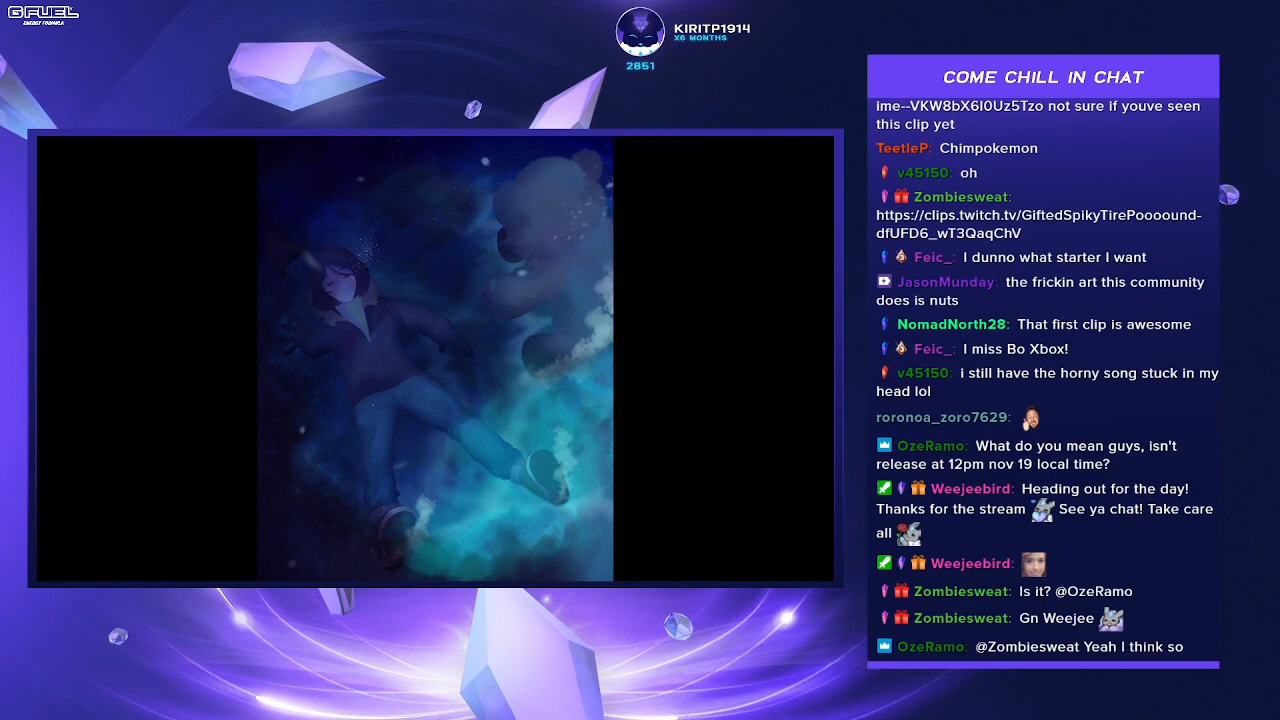 GFUEL
ENERGY FORMULA
KIRITP1914
X6 MONTHS
2851
COME CHILL IN CHAT
ime--VKW8bX6I0Uz5Tzo not sure if youve seen
this clip yet
TeetleP: Chimpokemon
v45150: oh
Zombiesweat:
https://clips.twitch.tv/GiftedSpikyTirePoooound-
dfUFD6_wT3QaqChV
Feic_: I dunno what starter I want
JasonMunday: the frickin art this community
does is nuts
NomadNorth28: That first clip is awesome
Feic_: I miss Bo Xbox!
v45150: i still have the horny song stuck in my
head lol
roronoa_zoro7629:
OzeRamo: What do you mean guys, isn't
release at 12pm nov 19 local time?
Weejeebird: Heading out for the day!
Thanks for the stream See ya chat! Take care
all
Weejeebird:
Zombiesweat: Is it? @OzeRamo
Zombiesweat: Gn Weejee
OzeRamo: @Zombiesweat Yeah I think so